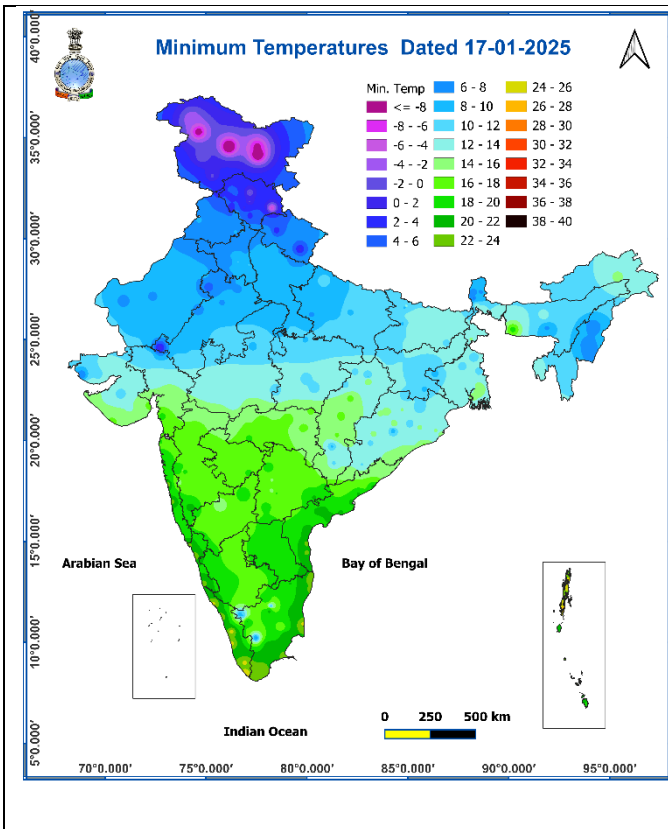 Minimum Temperatures Dated 17-01-2025
Min. Temp
<= -8
-8 - -6
-6 - -4
-4 - -2
-2 - 0
0 - 2
2 - 4
4 - 6
6 - 8
8 - 10
10 - 12
12 - 14
14 - 16
16 - 18
18 - 20
20 - 22
22 - 24
24 - 26
26 - 28
28 - 30
30 - 32
32 - 34
34 - 36
36 - 38
38 - 40
40°0.000'
35°0.000'
30°0.000'
25°0.000'
20°0.000'
15°0.000'
10°0.000'
5°0.000'
Arabian Sea
Bay of Bengal
Indian Ocean
0 250 500 km
70°0.000' 75°0.000' 80°0.000' 85°0.000' 90°0.000' 95°0.000'